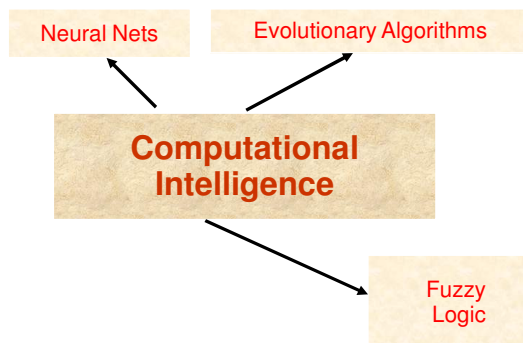 Neural Nets
Evolutionary Algorithms
Computational
Intelligence
Fuzzy
Logic